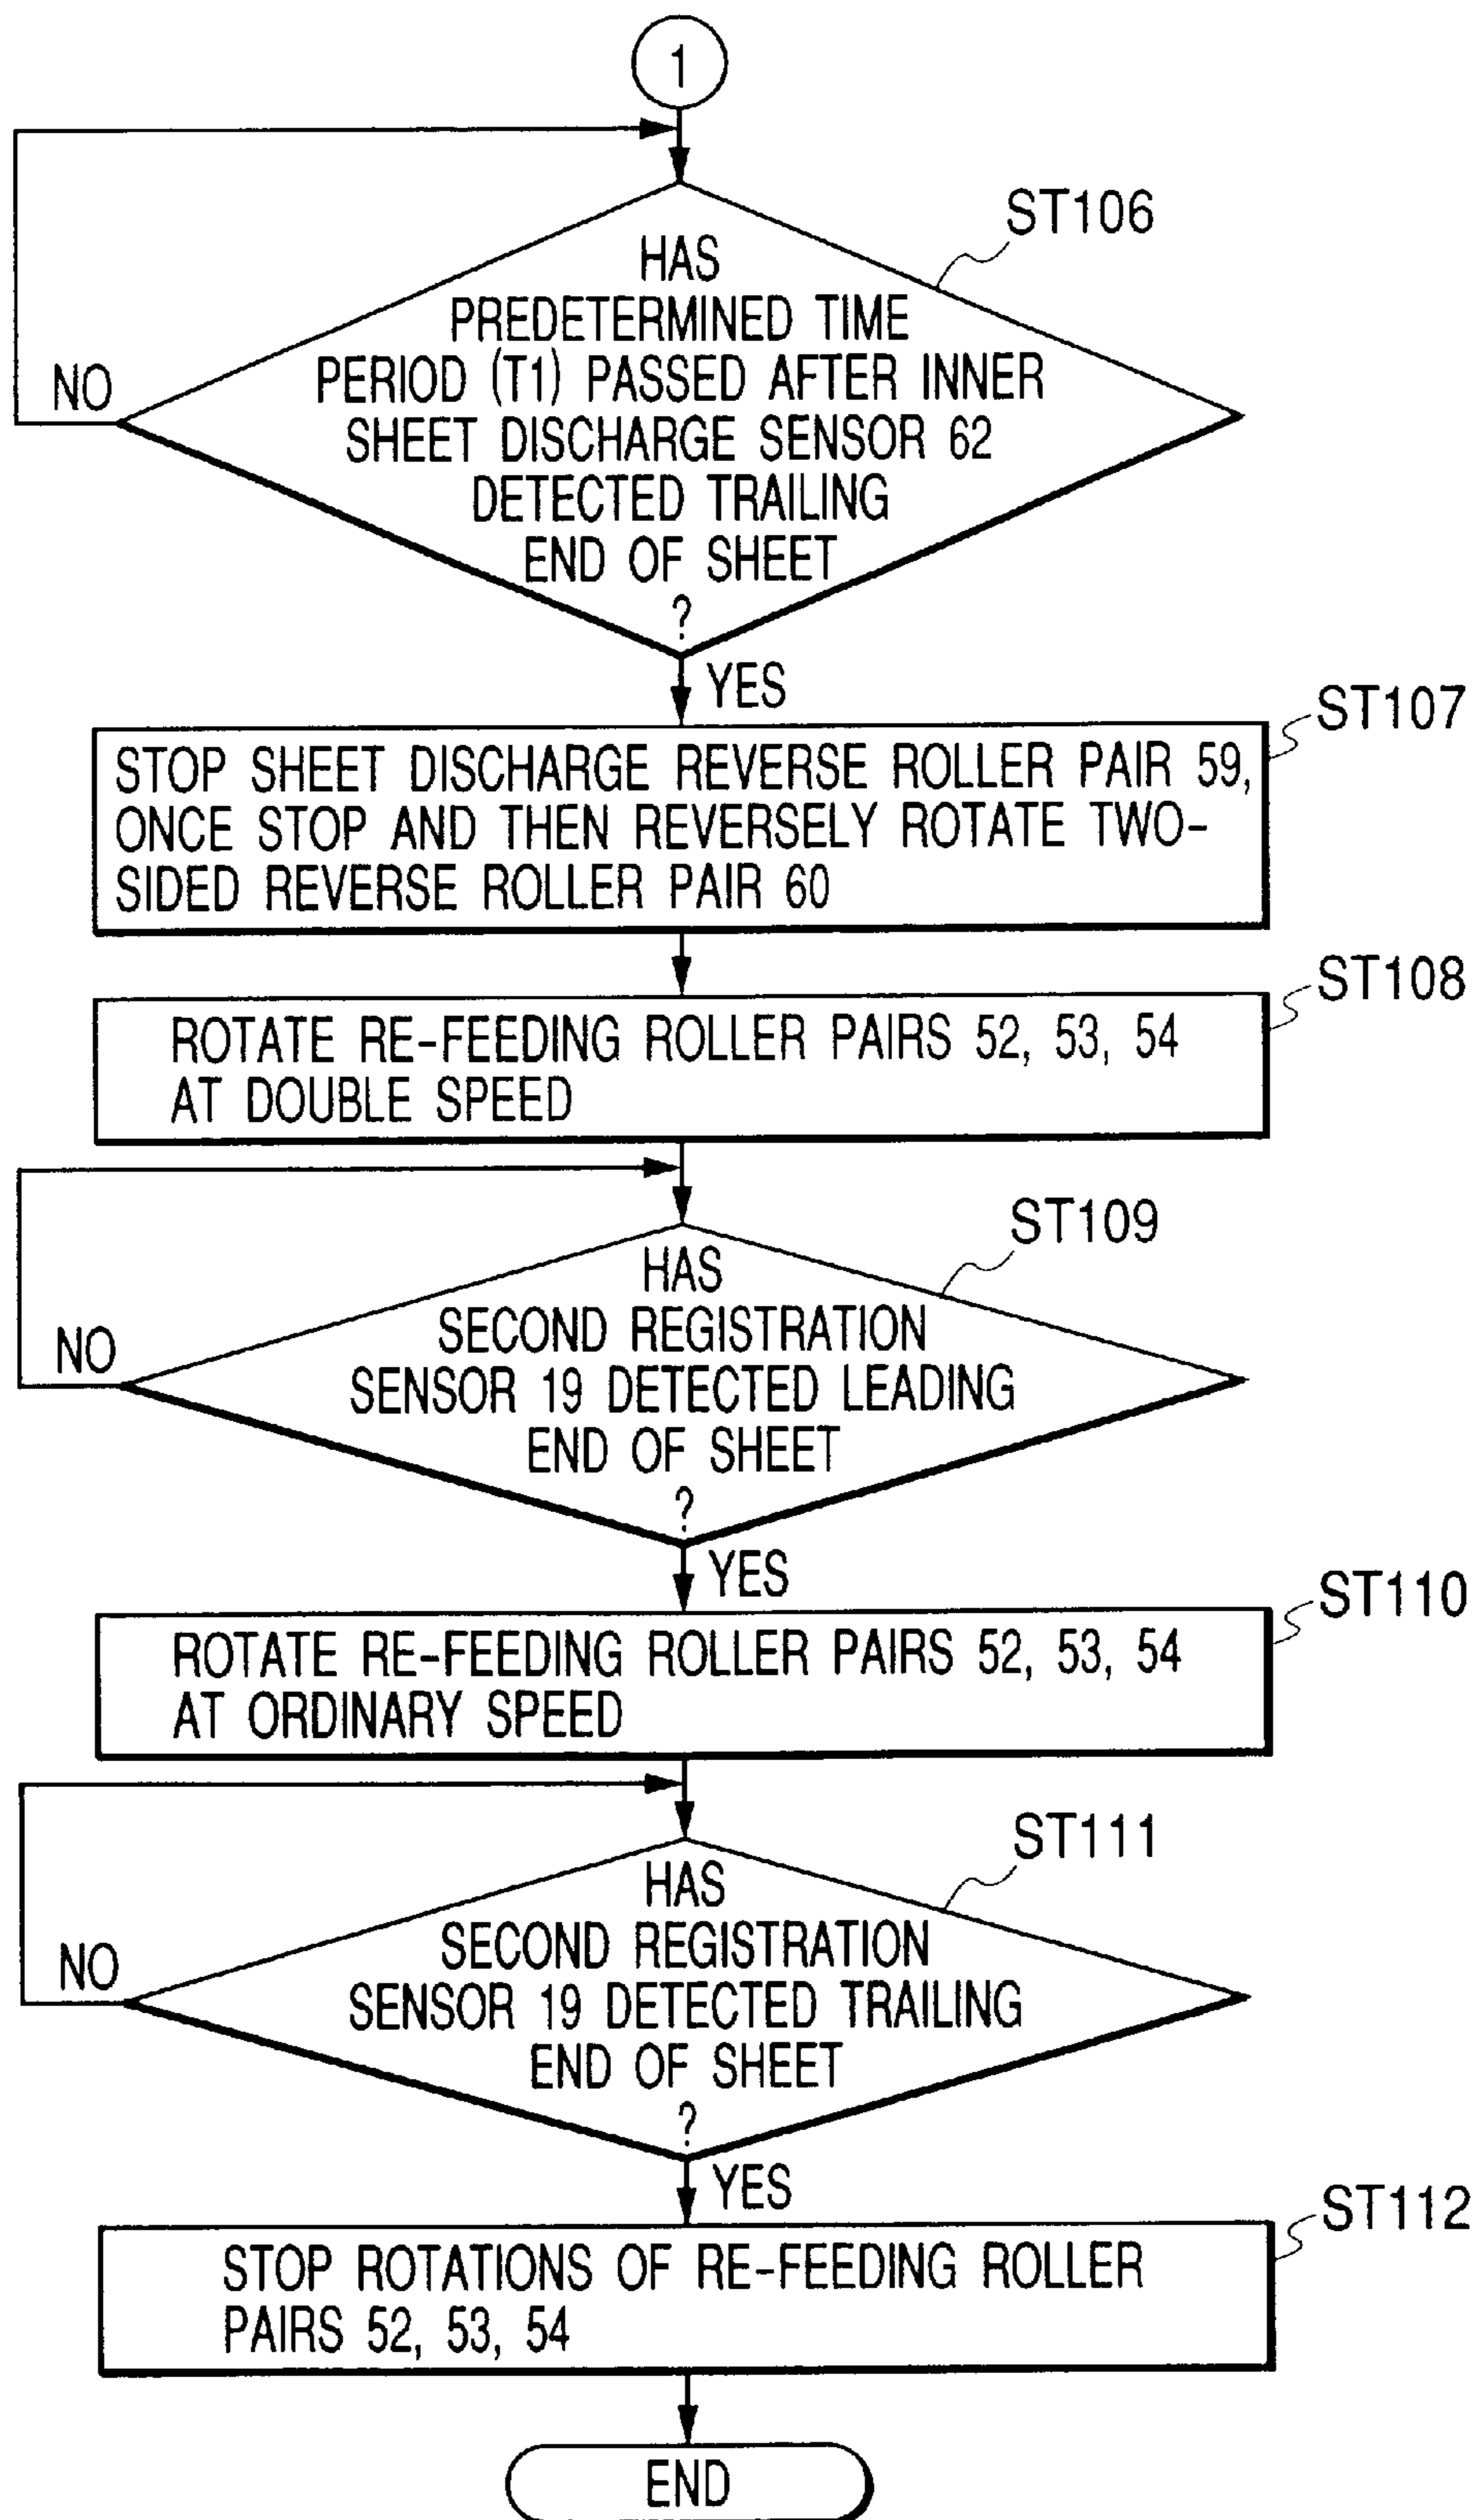 1
ST106
HAS
PREDETERMINED TIME
PERIOD (T1) PASSED AFTER INNER
SHEET DISCHARGE SENSOR 62
DETECTED TRAILING
END OF SHEET
?
NO
YES
ST107
STOP SHEET DISCHARGE REVERSE ROLLER PAIR 59,
ONCE STOP AND THEN REVERSELY ROTATE TWO-
SIDED REVERSE ROLLER PAIR 60
ST108
ROTATE RE-FEEDING ROLLER PAIRS 52, 53, 54
AT DOUBLE SPEED
ST109
HAS
SECOND REGISTRATION
SENSOR 19 DETECTED LEADING
END OF SHEET
?
NO
YES
ST110
ROTATE RE-FEEDING ROLLER PAIRS 52, 53, 54
AT ORDINARY SPEED
ST111
HAS
SECOND REGISTRATION
SENSOR 19 DETECTED TRAILING
END OF SHEET
?
NO
YES
ST112
STOP ROTATIONS OF RE-FEEDING ROLLER
PAIRS 52, 53, 54
END